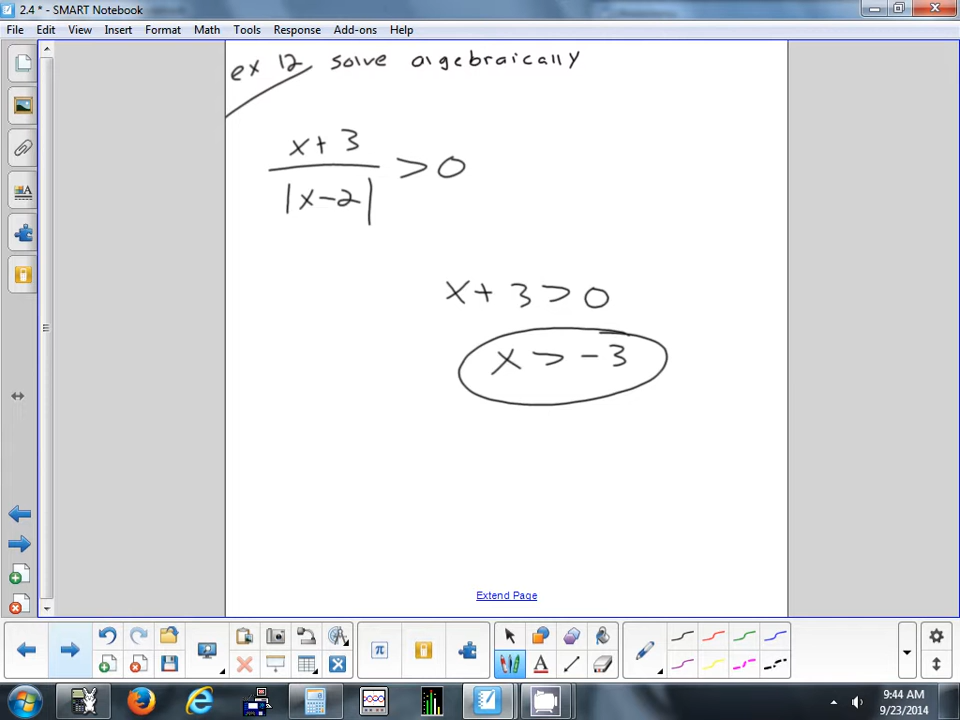 2.4 * - SMART Notebook
File Edit View Insert Format Math Tools Response Add-ons Help
ex 12 solve algebraically
x+3
|x-2|
>0
x+3>0
x>-3
Extend Page
9:44 AM
9/23/2014